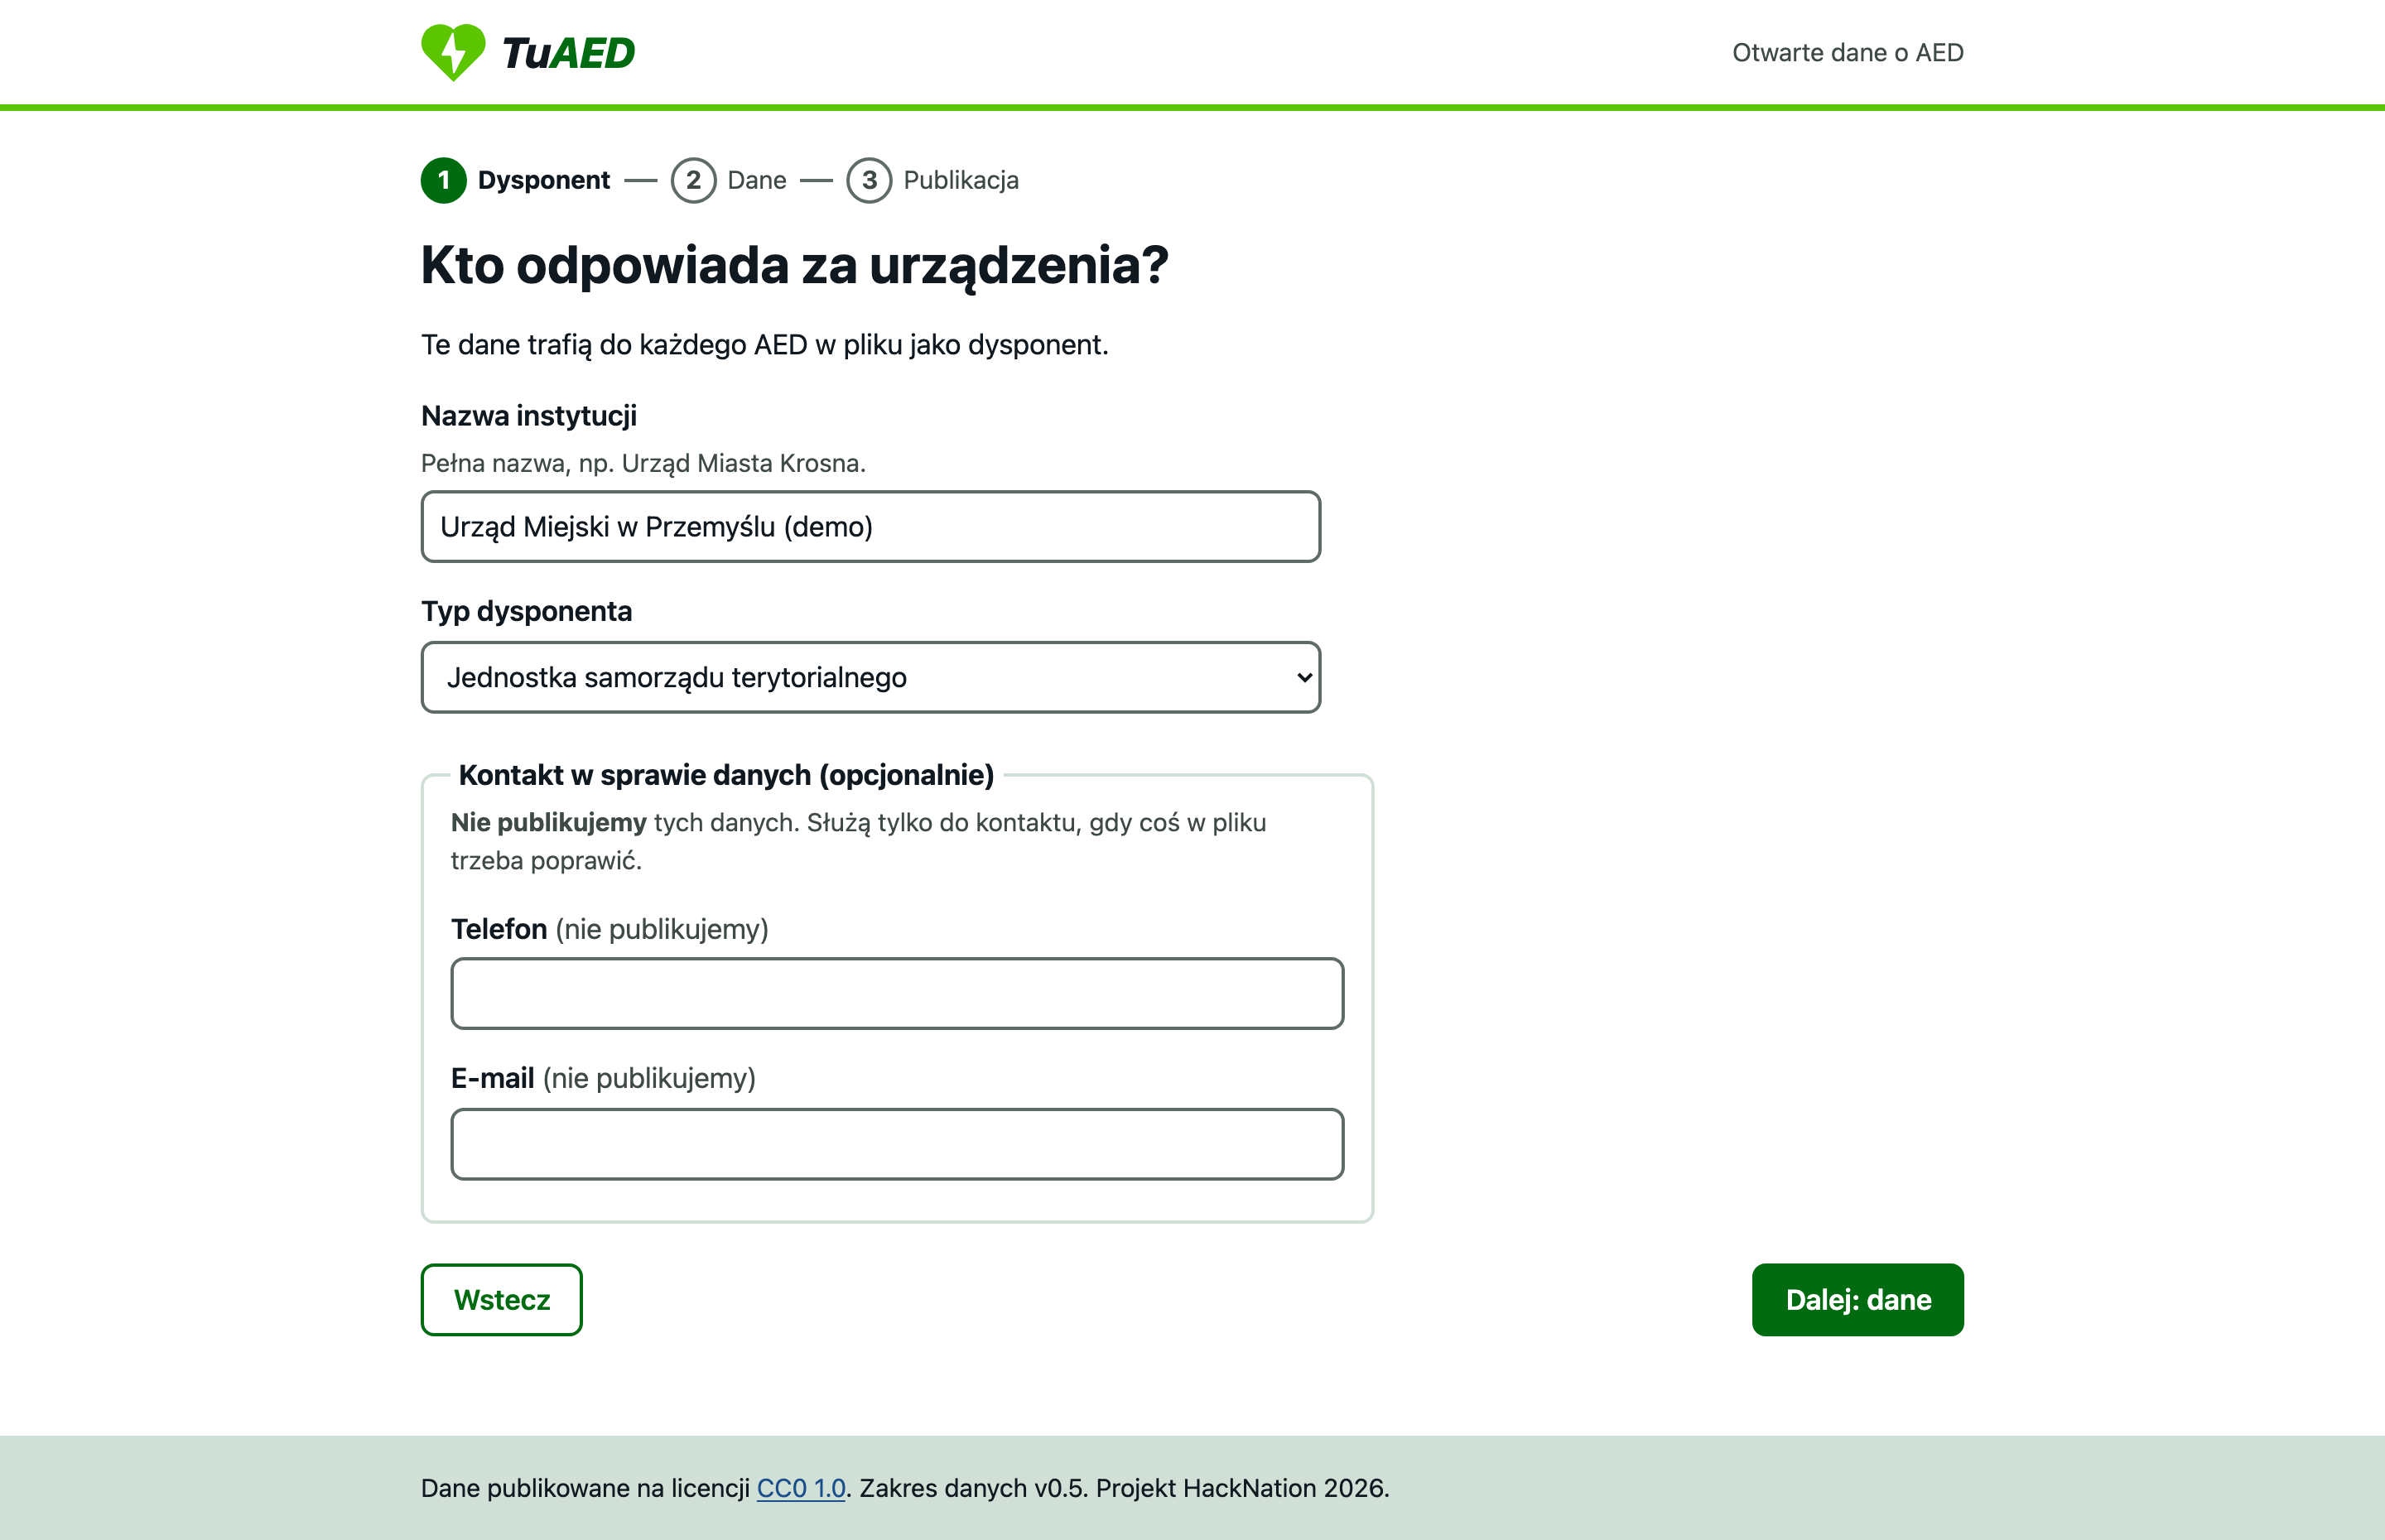 TuAED
Otwarte dane o AED
1 Dysponent — 2 Dane — 3 Publikacja
Kto odpowiada za urządzenia?
Te dane trafią do każdego AED w pliku jako dysponent.
Nazwa instytucji
Pełna nazwa, np. Urząd Miasta Krosna.
Urząd Miejski w Przemyślu (demo)
Typ dysponenta
Jednostka samorządu terytorialnego
Kontakt w sprawie danych (opcjonalnie)
Nie publikujemy tych danych. Służą tylko do kontaktu, gdy coś w pliku
trzeba poprawić.
Telefon (nie publikujemy)
E-mail (nie publikujemy)
Wstecz
Dalej: dane
Dane publikowane na licencji CC0 1.0. Zakres danych v0.5. Projekt HackNation 2026.